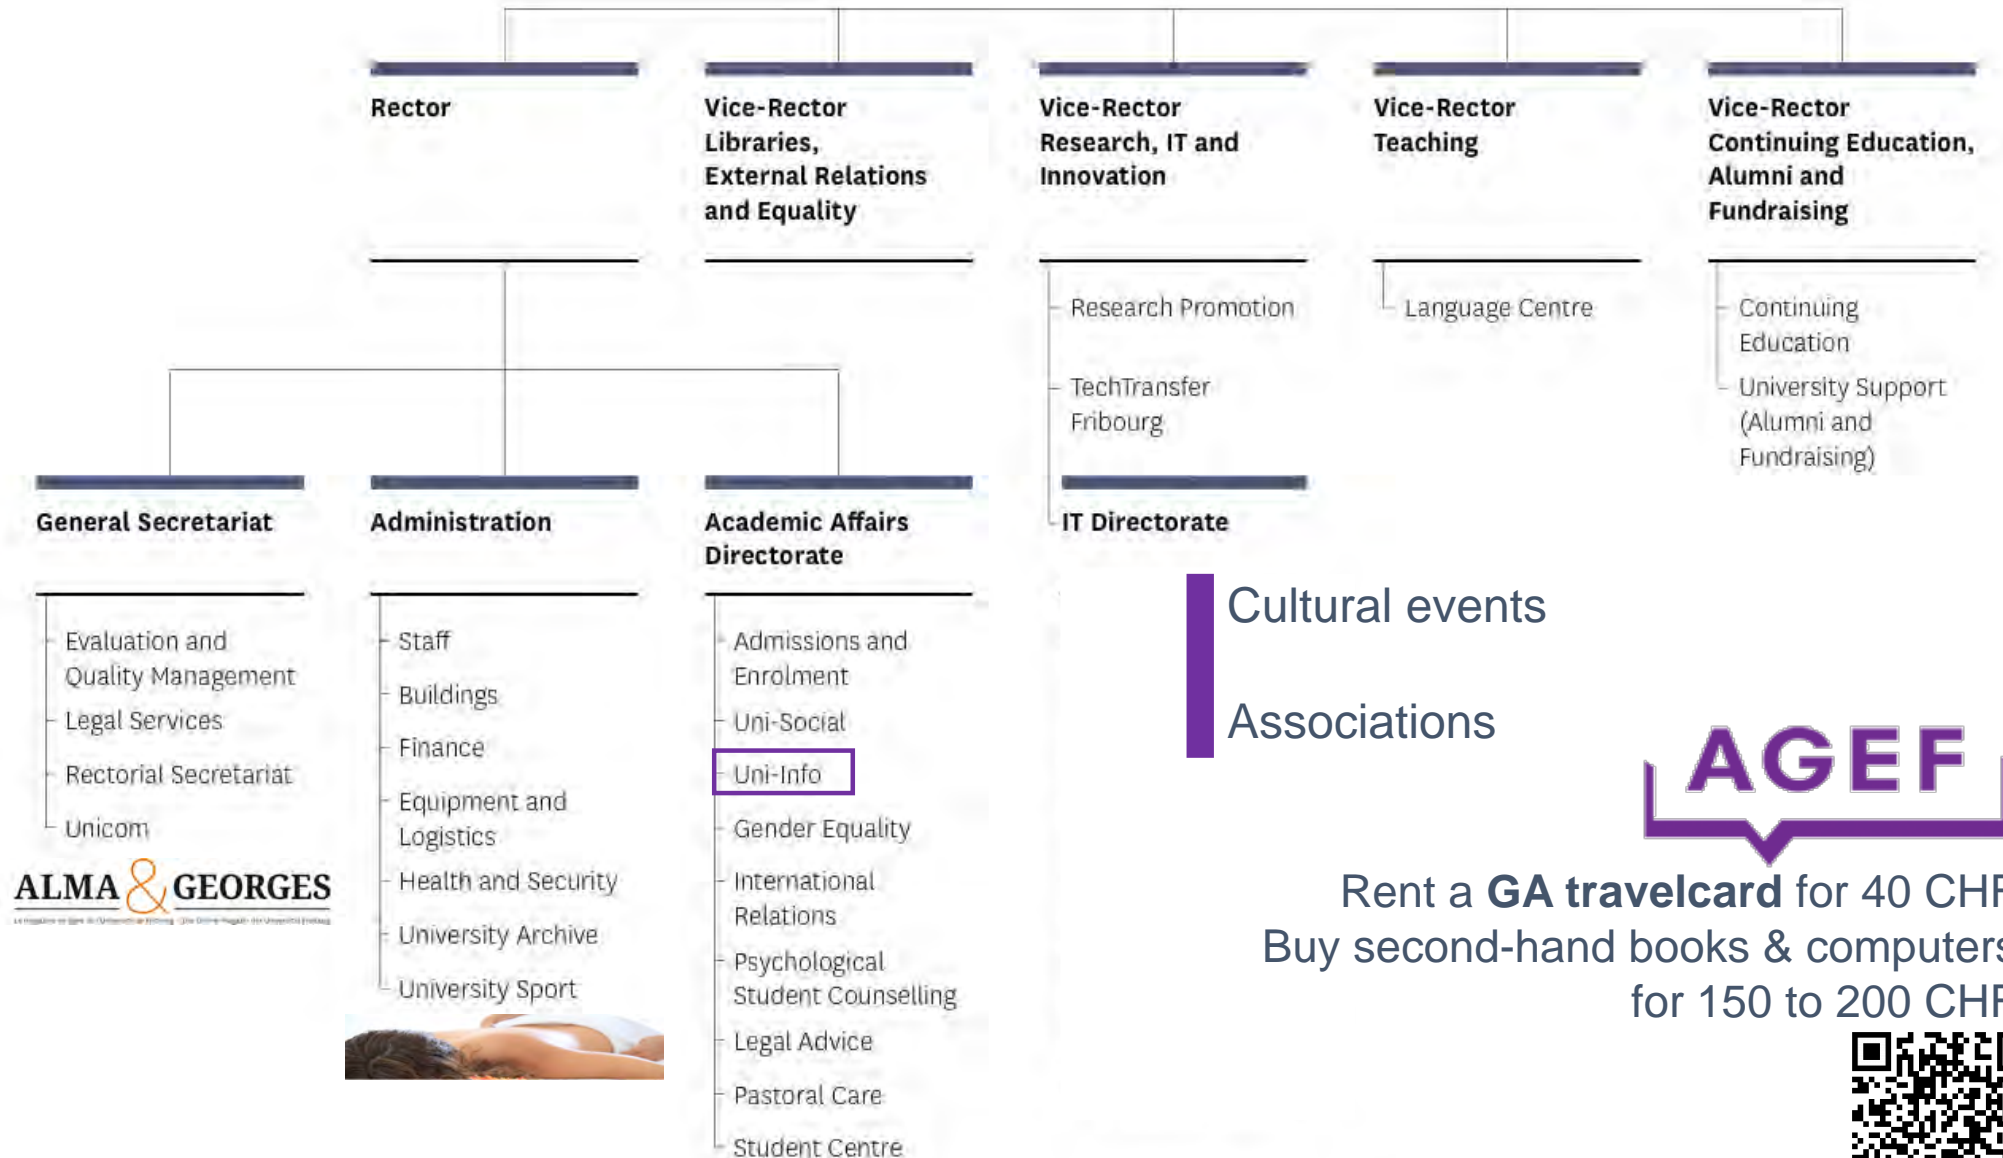 Rector
Vice-Rector
Libraries,
External Relations
and Equality
Vice-Rector
Research, IT and
Innovation
Vice-Rector
Teaching
Vice-Rector
Continuing Education,
Alumni and
Fundraising
Research Promotion
TechTransfer
Fribourg
IT Directorate
Language Centre
Continuing
Education
University Support
(Alumni and
Fundraising)
General Secretariat
Evaluation and
Quality Management
Legal Services
Rectorial Secretariat
Unicom
ALMA & GEORGES
Administration
Staff
Buildings
Finance
Equipment and
Logistics
Health and Security
University Archive
University Sport
Academic Affairs
Directorate
Admissions and
Enrolment
Uni-Social
Uni-Info
Gender Equality
International
Relations
Psychological
Student Counselling
Legal Advice
Pastoral Care
Student Centre
Cultural events
Associations
AGEF
Rent a GA travelcard for 40 CHF
Buy second-hand books & computers
for 150 to 200 CHF